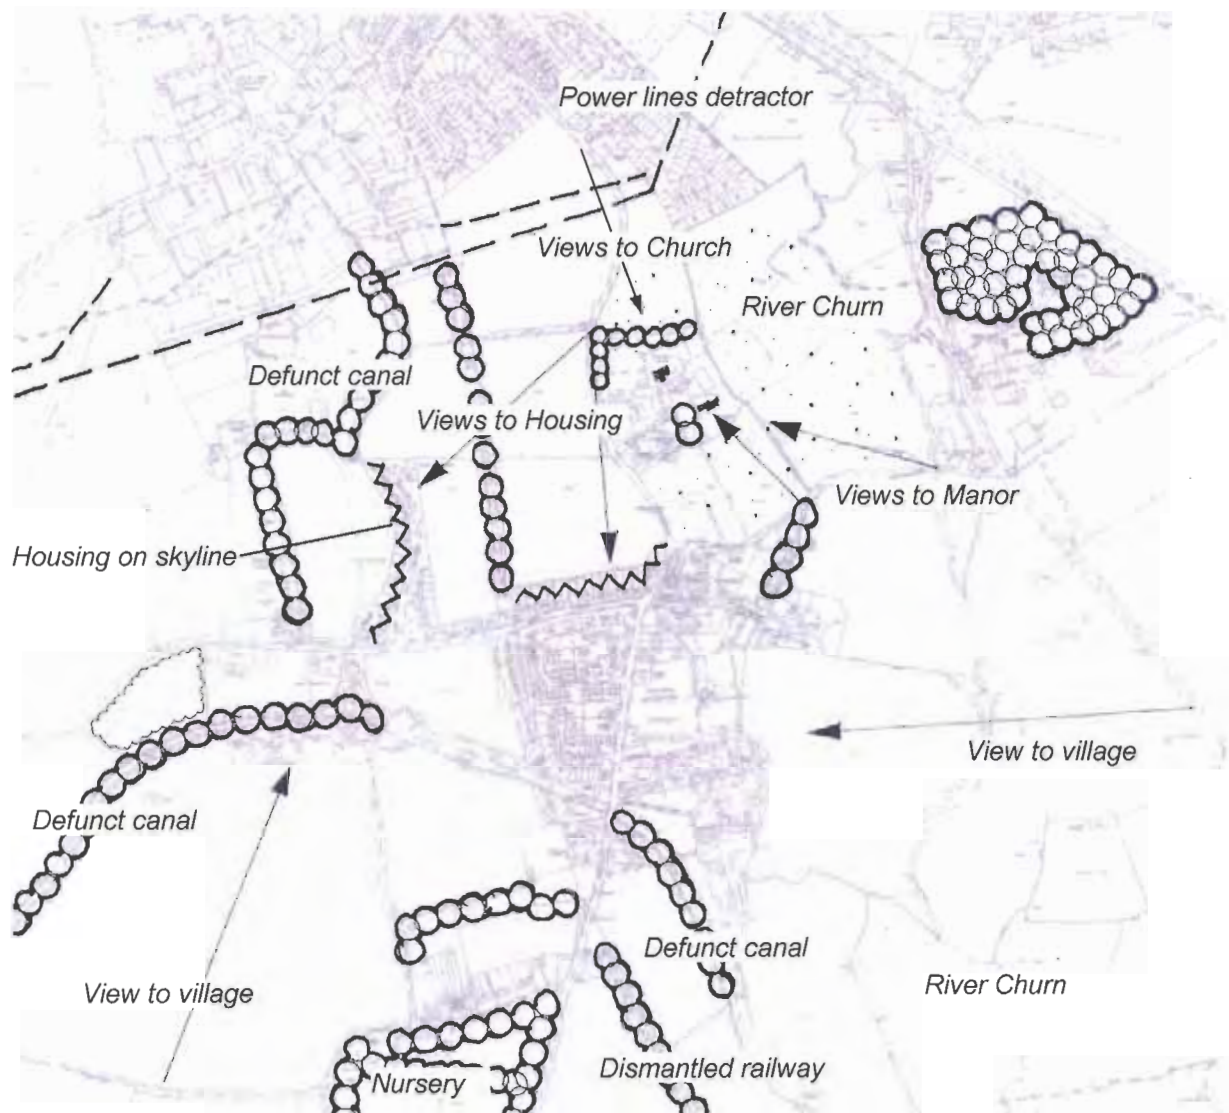 Power lines detractor
Views to Church
River Churn
Defunct canal
Views to Housing
Views to Manor
Housing on skyline
View to village
Defunct canal
Defunct canal
View to village
River Churn
Dismantled railway
Nursery